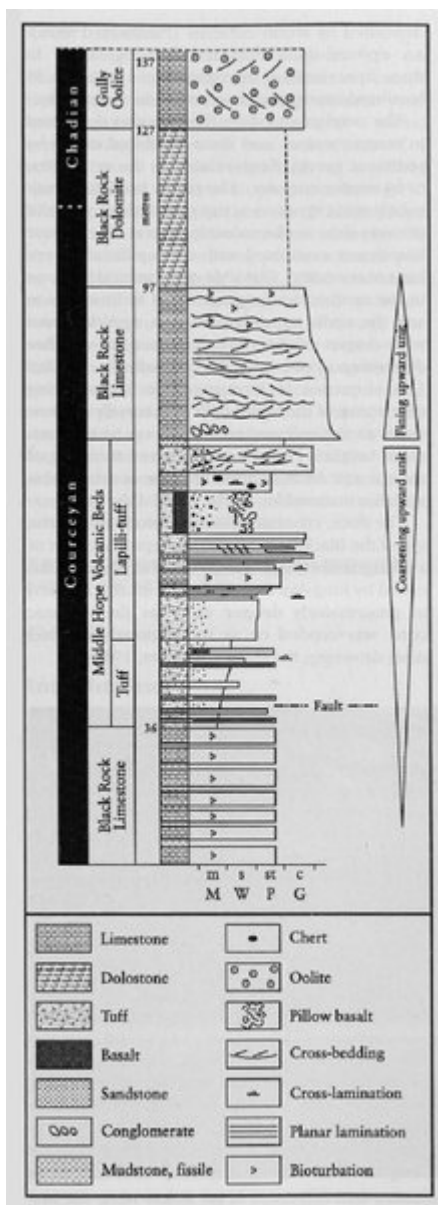 137
Gully
Oolite
Chadian
127
Black Rock
Dolomite
metres
97
Black Rock
Limestone
Fining upward unit
Courceyan
Middle Hope Volcanic Beds
Lapilli-tuff
Tuff
Coarsening upward unit
Fault
36
Black Rock
Limestone
m s st c
M W P G
Limestone Chert
Dolostone Oolite
Tuff Pillow basalt
Basalt Cross-bedding
Sandstone Cross-lamination
Conglomerate Planar lamination
Mudstone, fissile Bioturbation